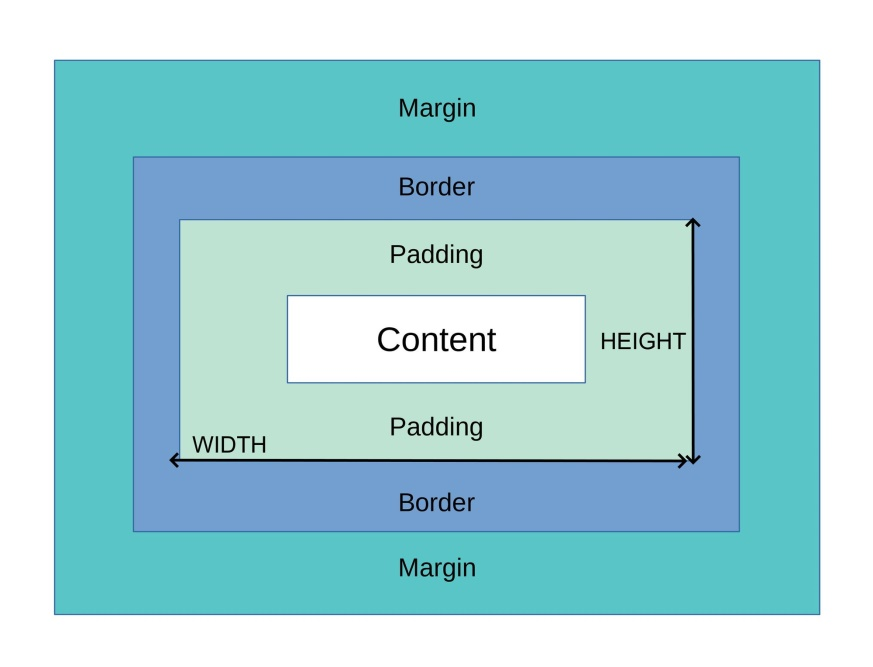 Margin
Border
Padding
Content
HEIGHT
Padding
WIDTH
Border
Margin